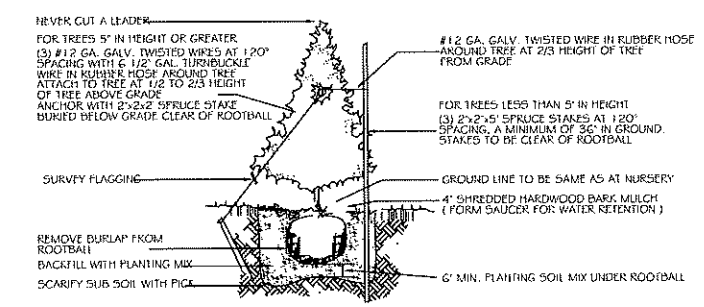 NEVER CUT A LEADER
FOR TREES 5' IN HEIGHT OR GREATER
(3) #12 GA. GALV. TWISTED WIRES AT 120°
SPACING WITH 6 1/2" GAL. TURNBUCKLE
WIRE IN RUBBER HOSE AROUND TREE
ATTACH TO TREE AT 1/2 TO 2/3 HEIGHT
OF TREE ABOVE GRADE
ANCHOR WITH 2"x2"x2' SPRUCE STAKE
BURIED BELOW GRADE CLEAR OF ROOTBALL
SURVEY FLAGGING
REMOVE BURLAP FROM
ROOTBALL
BACKFILL WITH PLANTING MIX
SCARIFY SUB SOIL WITH PICK
#12 GA. GALV. TWISTED WIRE IN RUBBER HOSE
AROUND TREE AT 2/3 HEIGHT OF TREE
FROM GRADE
FOR TREES LESS THAN 5' IN HEIGHT
(3) 2"x2"x5' SPRUCE STAKES AT 120°
SPACING, A MINIMUM OF 36" IN GROUND.
STAKES TO BE CLEAR OF ROOTBALL
GROUND LINE TO BE SAME AS AT NURSERY
4" SHREDDED HARDWOOD BARK MULCH
( FORM SAUCER FOR WATER RETENTION )
6" MIN. PLANTING SOIL MIX UNDER ROOTBALL